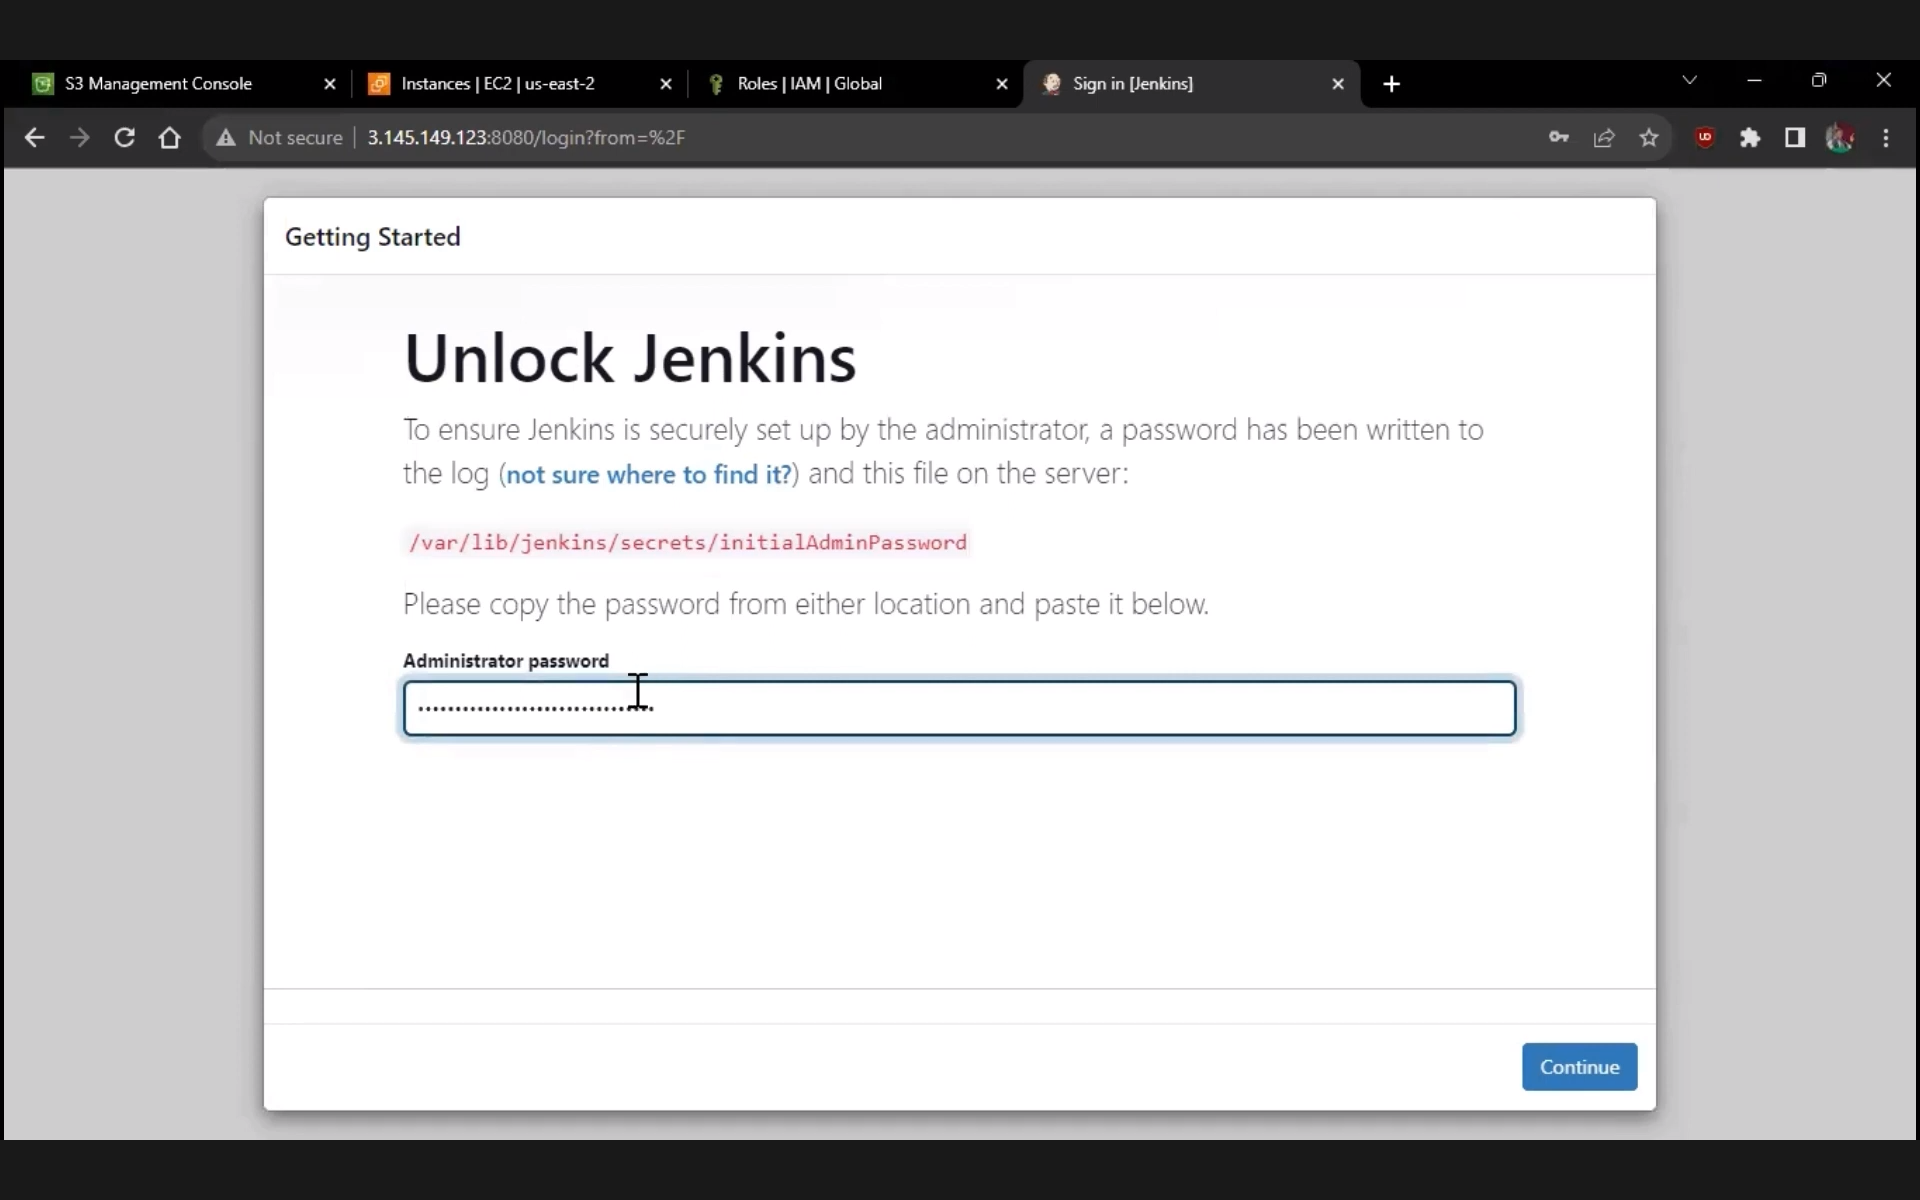 S3 Management Console
Instances | EC2 | us-east-2
Roles | IAM | Global
Sign in [Jenkins]
Not secure
3.145.149.123:8080/login?from=%2F
Getting Started
Unlock Jenkins
To ensure Jenkins is securely set up by the administrator, a password has been written to
the log (not sure where to find it?) and this file on the server:
/var/lib/jenkins/secrets/initialAdminPassword
Please copy the password from either location and paste it below.
Administrator password
Continue